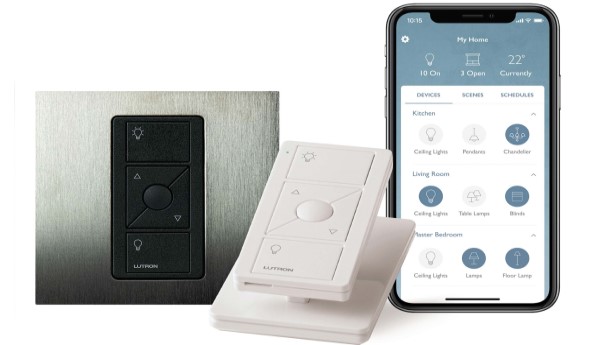 10:15
My Home
10 On
3 Open
22°
Currently
DEVICES
SCENES
SCHEDULES
Kitchen
Ceiling Lights
Pendants
Chandelier
Living Room
Ceiling Lights
Table Lamps
Blinds
Master Bedroom
Ceiling Lights
Lamps
Floor Lamp
LUTRON
LUTRON